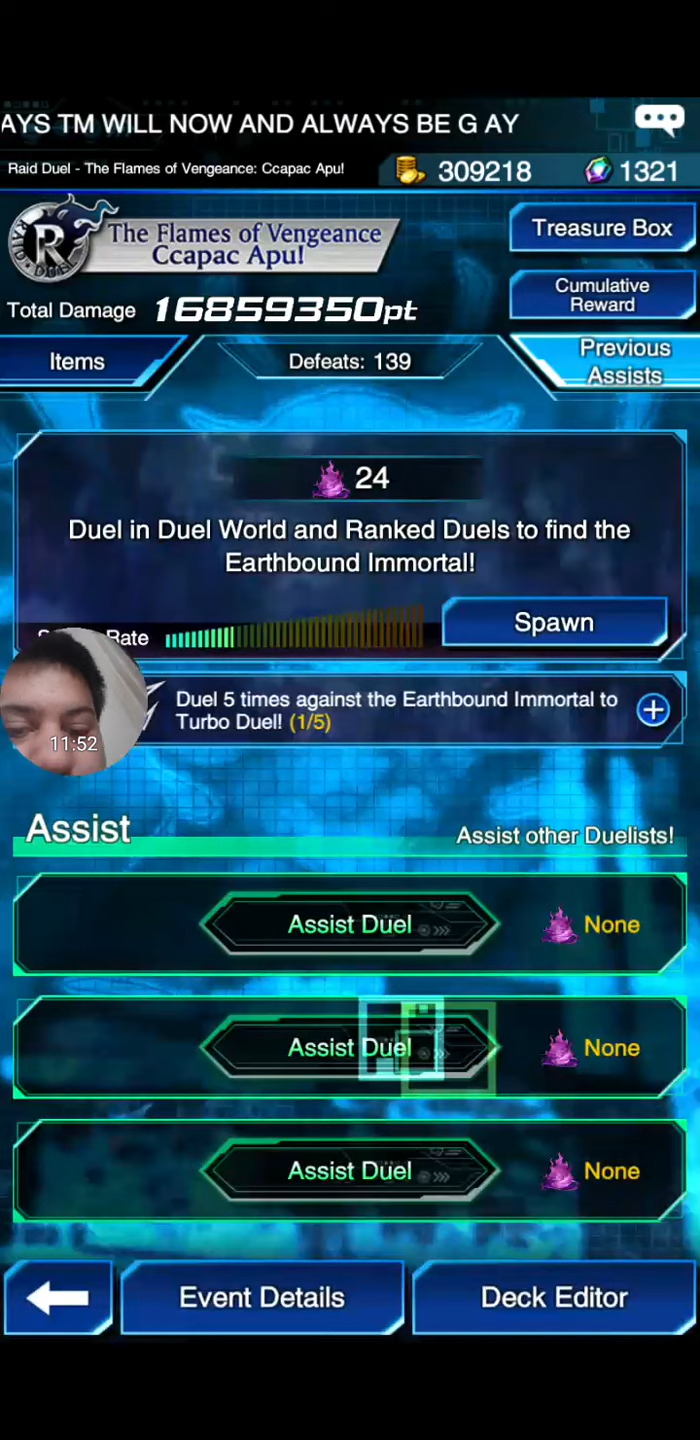 AYS TM WILL NOW AND ALWAYS BE G AY
Raid Duel - The Flames of Vengeance: Ccapac Apu!
309218
1321
R
RAID DUEL
The Flames of Vengeance
Ccapac Apu!
Treasure Box
Cumulative
Reward
Total Damage 16859350pt
Items
Defeats: 139
Previous
Assists
24
Duel in Duel World and Ranked Duels to find the
Earthbound Immortal!
Rate
Spawn
Duel 5 times against the Earthbound Immortal to
Turbo Duel! (1/5)
11:52
Assist
Assist other Duelists!
Assist Duel
None
Assist Duel
None
Assist Duel
None
Event Details
Deck Editor